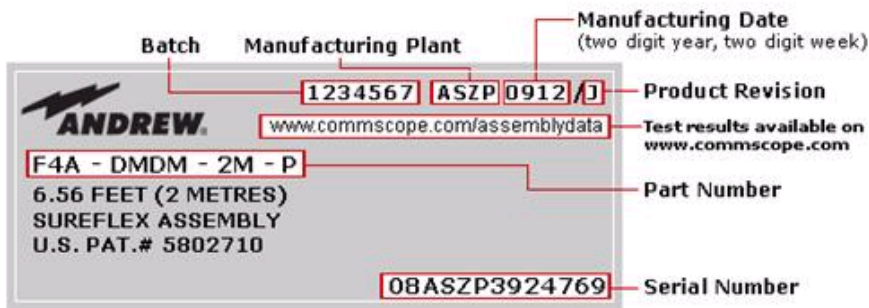 Manufacturing Date
(two digit year, two digit week)
Batch Manufacturing Plant
1234567 ASZP 0912 /J Product Revision
ANDREW.
www.commscope.com/assemblydata
Test results available on
www.commscope.com
F4A - DMDM - 2M - P
Part Number
6.56 FEET (2 METRES)
SUREFLEX ASSEMBLY
U.S. PAT.# 5802710
08ASZP3924769 Serial Number